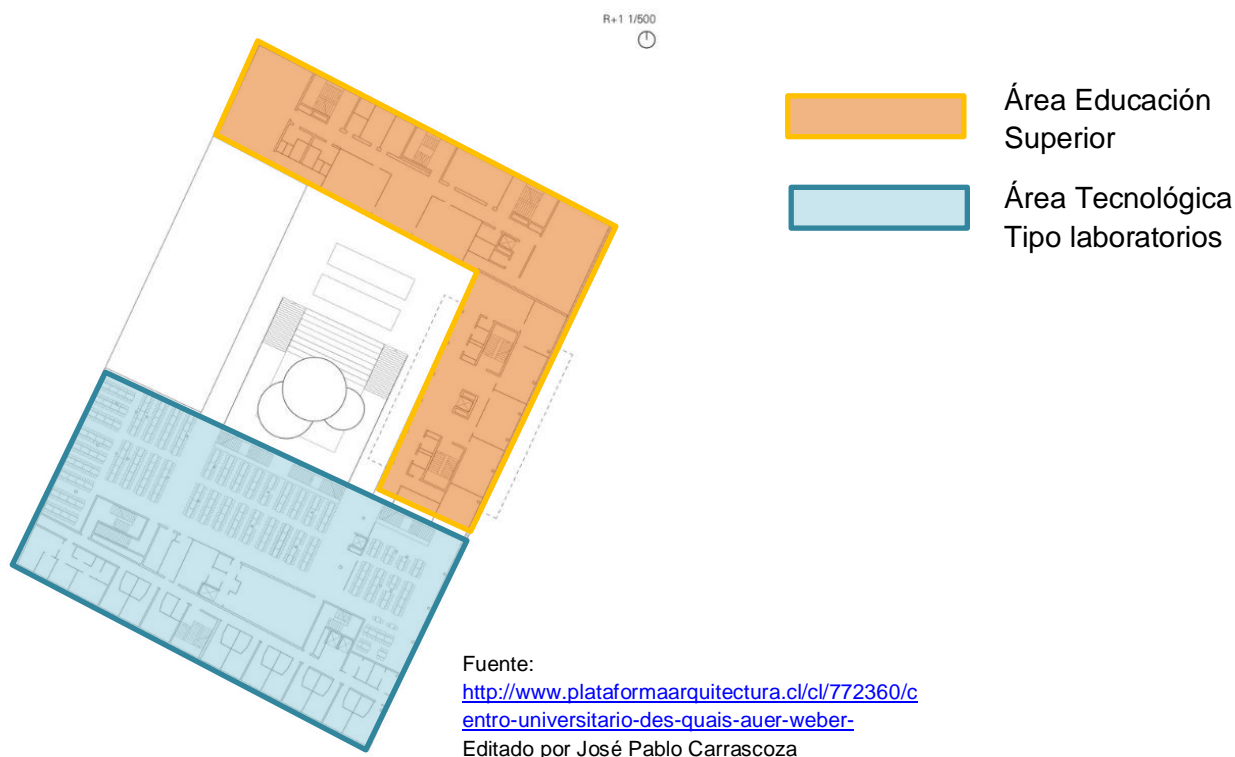 R+1 1/500
Área Educación
Superior
Área Tecnológica
Tipo laboratorios
Fuente:
http://www.plataformaarquitectura.cl/cl/772360/c
entro-universitario-des-quais-auer-weber-
Editado por José Pablo Carrascoza